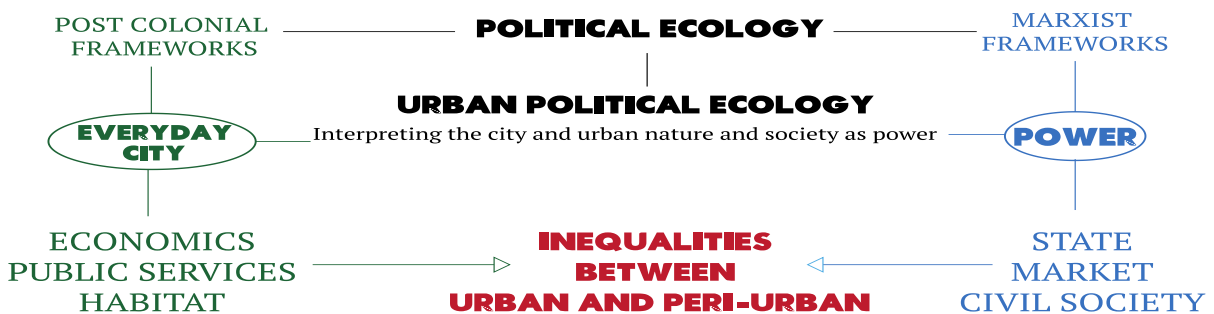 POST COLONIAL
FRAMEWORKS
POLITICAL ECOLOGY
MARXIST
FRAMEWORKS
URBAN POLITICAL ECOLOGY
Interpreting the city and urban nature and society as power
EVERYDAY
CITY
POWER
ECONOMICS
PUBLIC SERVICES
HABITAT
INEQUALITIES
BETWEEN
URBAN AND PERI-URBAN
STATE
MARKET
CIVIL SOCIETY